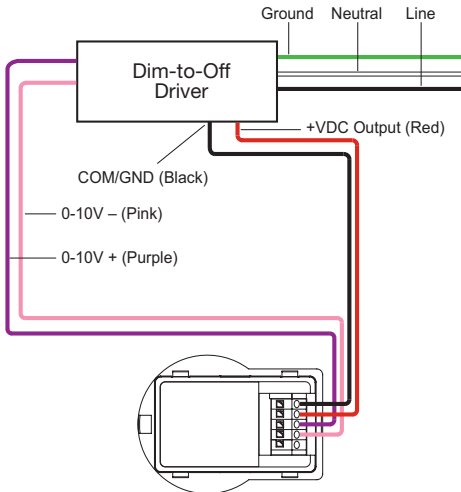 Ground Neutral Line
Dim-to-Off
Driver
+VDC Output (Red)
COM/GND (Black)
0-10V – (Pink)
0-10V + (Purple)